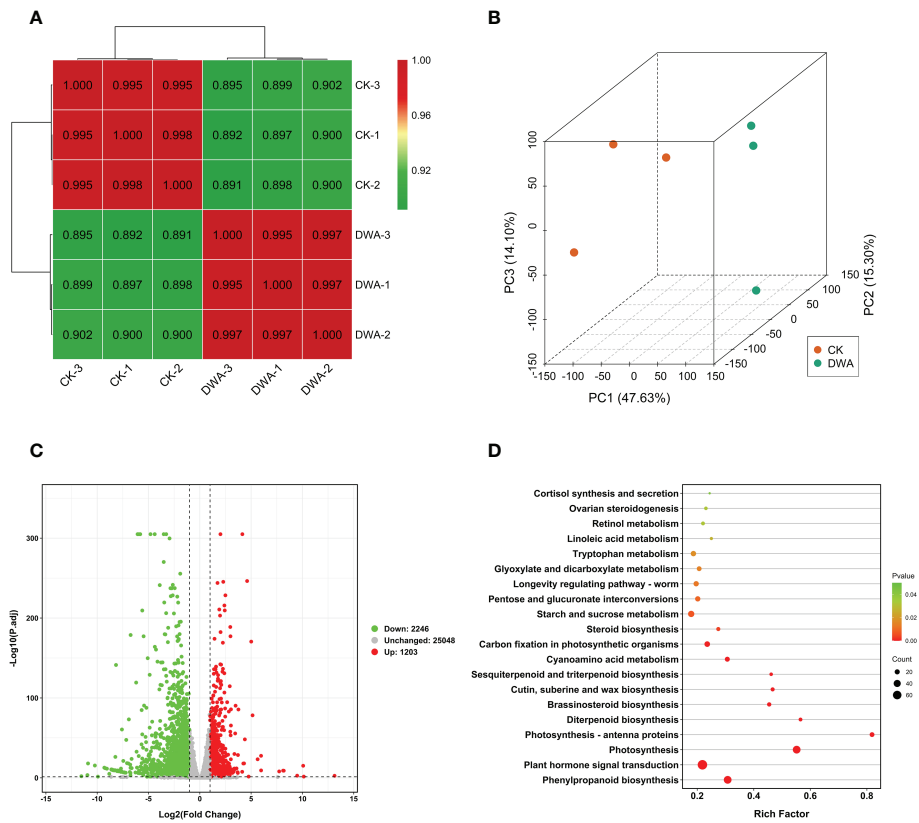 A
1.00
0.96
0.92
1.000 0.995 0.995 0.895 0.899 0.902 CK-3
0.995 1.000 0.998 0.892 0.897 0.900 CK-1
0.995 0.998 1.000 0.891 0.898 0.900 CK-2
0.895 0.892 0.891 1.000 0.995 0.997 DWA-3
0.899 0.897 0.898 0.995 1.000 0.997 DWA-1
0.902 0.900 0.900 0.997 0.997 1.000 DWA-2
CK-3 CK-1 CK-2 DWA-3 DWA-1 DWA-2
B
PC3 (14.10%)
100
50
0
-50
-100
-150
-150 -100 -50 0 50 100 150
PC1 (47.63%)
-150
-100
-50
0
50
100
150
PC2 (15.30%)
CK
DWA
C
-Log10(P.adj)
300
200
100
0
-15 -10 -5 0 5 10 15
Log2(Fold Change)
Down: 2246
Unchanged: 25048
Up: 1203
D
Cortisol synthesis and secretion
Ovarian steroidogenesis
Retinol metabolism
Linoleic acid metabolism
Tryptophan metabolism
Glyoxylate and dicarboxylate metabolism
Longevity regulating pathway - worm
Pentose and glucuronate interconversions
Starch and sucrose metabolism
Steroid biosynthesis
Carbon fixation in photosynthetic organisms
Cyanoamino acid metabolism
Sesquiterpenoid and triterpenoid biosynthesis
Cutin, suberine and wax biosynthesis
Brassinosteroid biosynthesis
Diterpenoid biosynthesis
Photosynthesis - antenna proteins
Photosynthesis
Plant hormone signal transduction
Phenylpropanoid biosynthesis
0.2 0.4 0.6 0.8
Rich Factor
Pvalue
0.04
0.02
0.00
Count
20
40
60